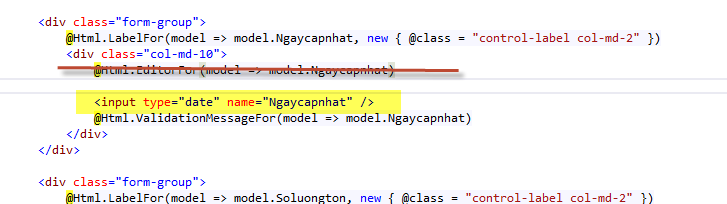 <div class="form-group">
@Html.LabelFor(model => model.Ngaycapnhat, new { @class = "control-label col-md-2" })
<div class="col-md-10">
@Html.EditorFor(model => model.Ngaycapnhat)
<input type="date" name="Ngaycapnhat" />
@Html.ValidationMessageFor(model => model.Ngaycapnhat)
</div>
</div>
<div class="form-group">
@Html.LabelFor(model => model.Soluongton, new { @class = "control-label col-md-2" })